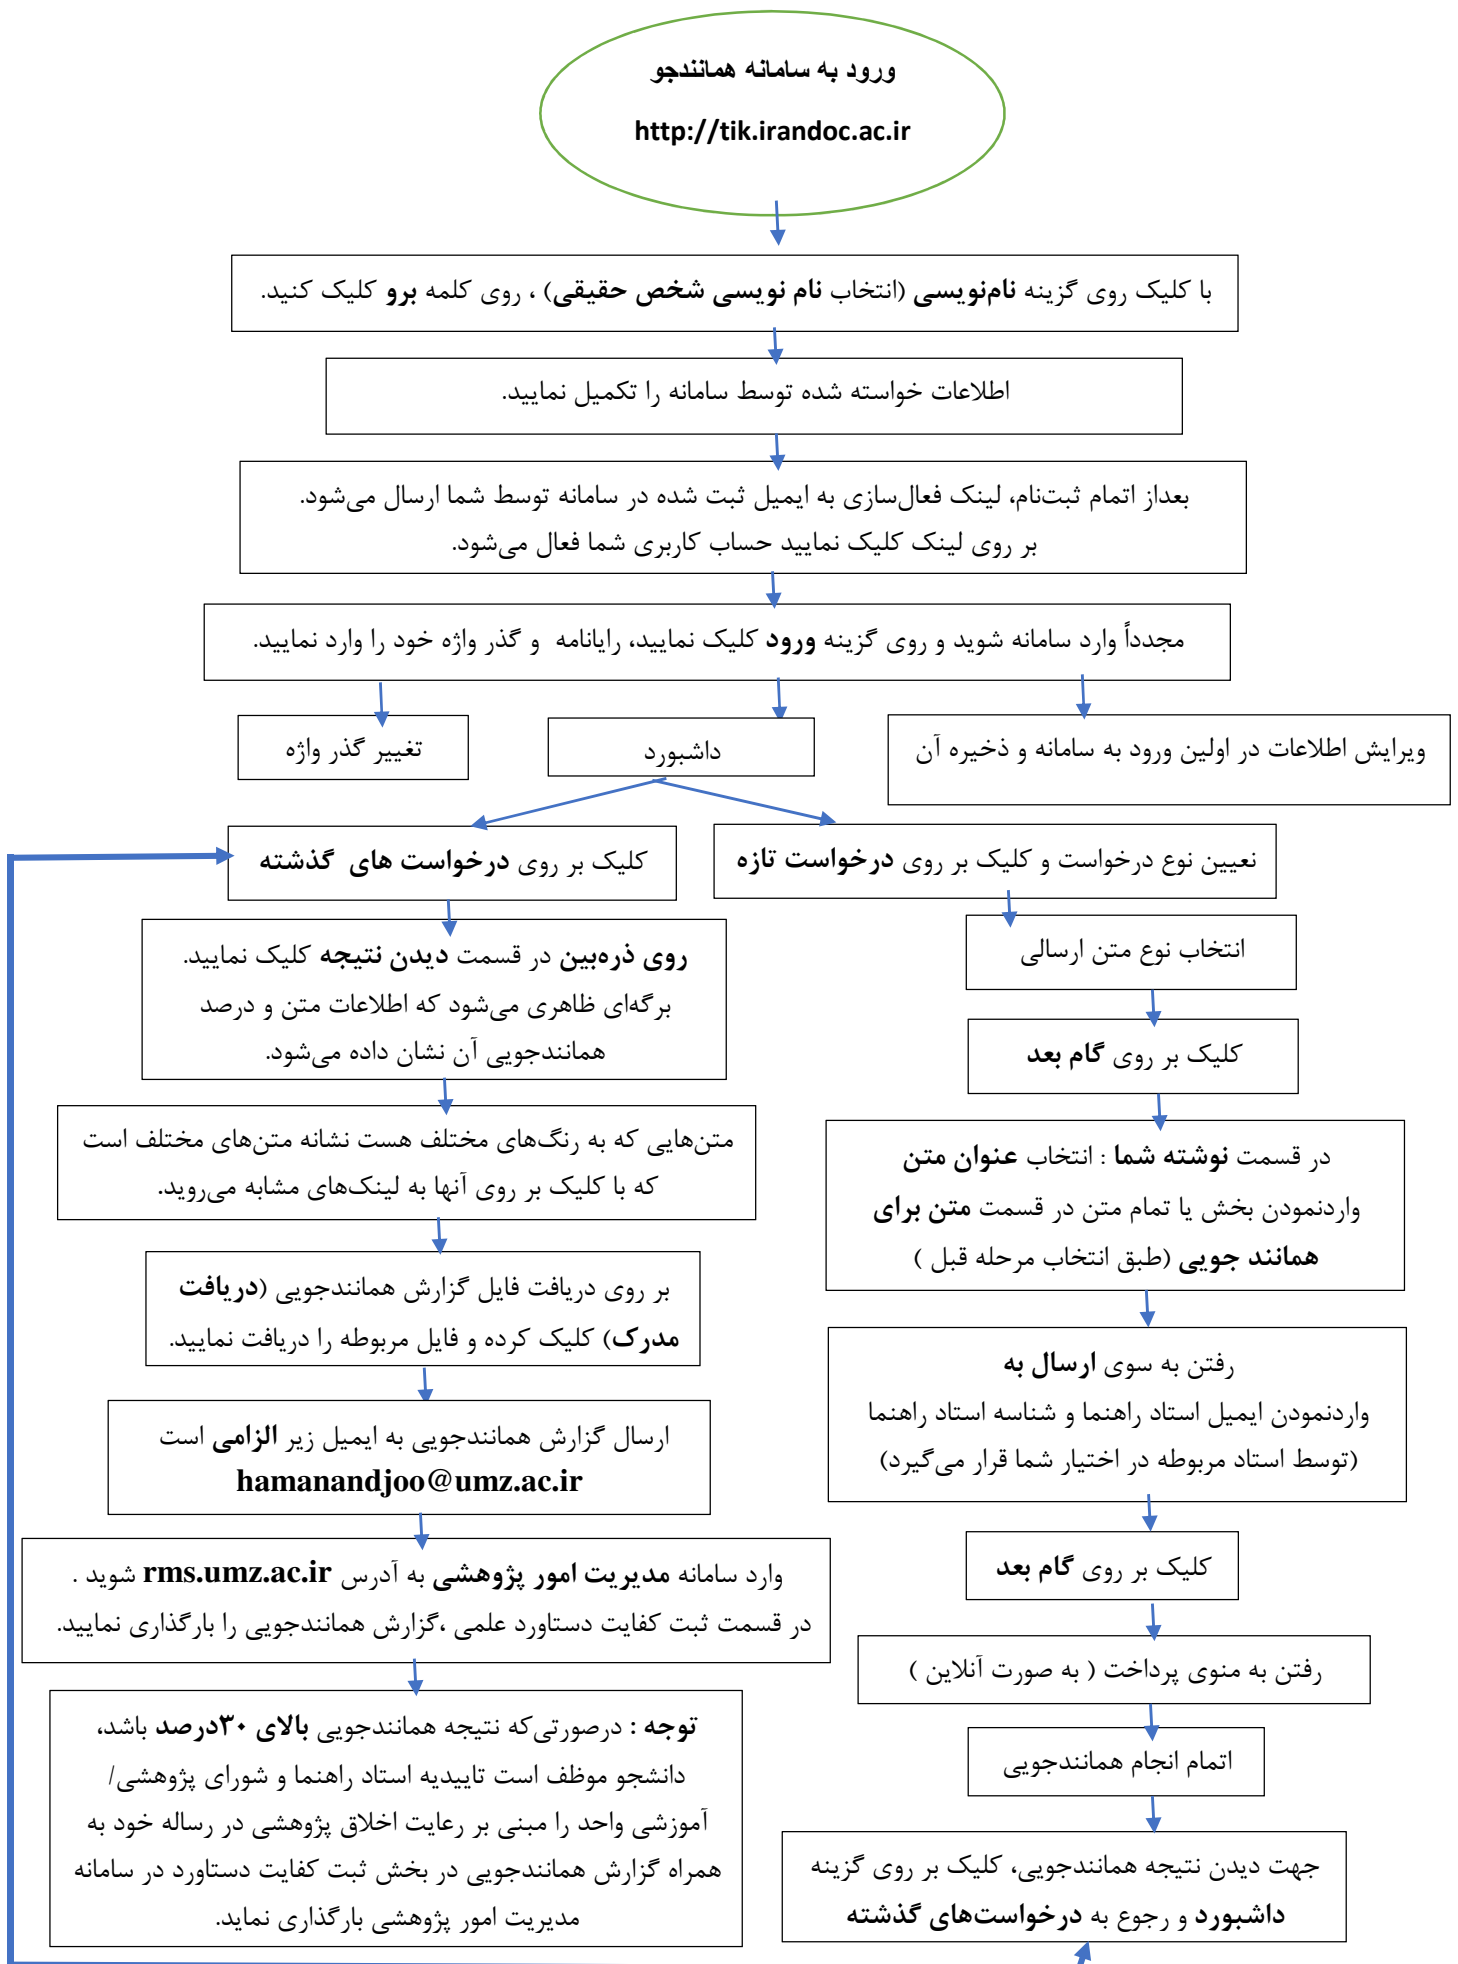 ورود به سامانه همانندجو
http://tik.irandoc.ac.ir
با کلیک روی گزینه نام‌نویسی (انتخاب نام نویسی شخص حقیقی) ، روی کلمه برو کلیک کنید.
اطلاعات خواسته شده توسط سامانه را تکمیل نمایید.
بعداز اتمام ثبت‌نام، لینک فعال‌سازی به ایمیل ثبت شده در سامانه توسط شما ارسال می‌شود.
بر روی لینک کلیک نمایید حساب کاربری شما فعال می‌شود.
مجدداً وارد سامانه شوید و روی گزینه ورود کلیک نمایید، رایانامه و گذر واژه خود را وارد نمایید.
ویرایش اطلاعات در اولین ورود به سامانه و ذخیره آن
داشبورد
تغییر گذر واژه
نعیین نوع درخواست و کلیک بر روی درخواست تازه
انتخاب نوع متن ارسالی
کلیک بر روی گام بعد
در قسمت نوشته شما : انتخاب عنوان متن
واردنمودن بخش یا تمام متن در قسمت متن برای
همانند جویی (طبق انتخاب مرحله قبل )
رفتن به سوی ارسال به
واردنمودن ایمیل استاد راهنما و شناسه استاد راهنما
(توسط استاد مربوطه در اختیار شما قرار می‌گیرد)
کلیک بر روی گام بعد
رفتن به منوی پرداخت ( به صورت آنلاین )
اتمام انجام همانندجویی
جهت دیدن نتیجه همانندجویی، کلیک بر روی گزینه
داشبورد و رجوع به درخواست‌های گذشته
کلیک بر روی درخواست های گذشته
روی ذره‌بین در قسمت دیدن نتیجه کلیک نمایید.
برگه‌ای ظاهری می‌شود که اطلاعات متن و درصد
همانندجویی آن نشان داده می‌شود.
متن‌هایی که به رنگ‌های مختلف هست نشانه متن‌های مختلف است
که با کلیک بر روی آنها به لینک‌های مشابه می‌روید.
بر روی دریافت فایل گزارش همانندجویی (دریافت
مدرک) کلیک کرده و فایل مربوطه را دریافت نمایید.
ارسال گزارش همانندجویی به ایمیل زیر الزامی است
hamanandjoo@umz.ac.ir
وارد سامانه مدیریت امور پژوهشی به آدرس rms.umz.ac.ir شوید .
در قسمت ثبت کفایت دستاورد علمی ،گزارش همانندجویی را بارگذاری نمایید.
توجه : درصورتی‌که نتیجه همانندجویی بالای ۳۰درصد باشد،
دانشجو موظف است تاییدیه استاد راهنما و شورای پژوهشی/
آموزشی واحد را مبنی بر رعایت اخلاق پژوهشی در رساله خود به
همراه گزارش همانندجویی در بخش ثبت کفایت دستاورد در سامانه
مدیریت امور پژوهشی بارگذاری نماید.